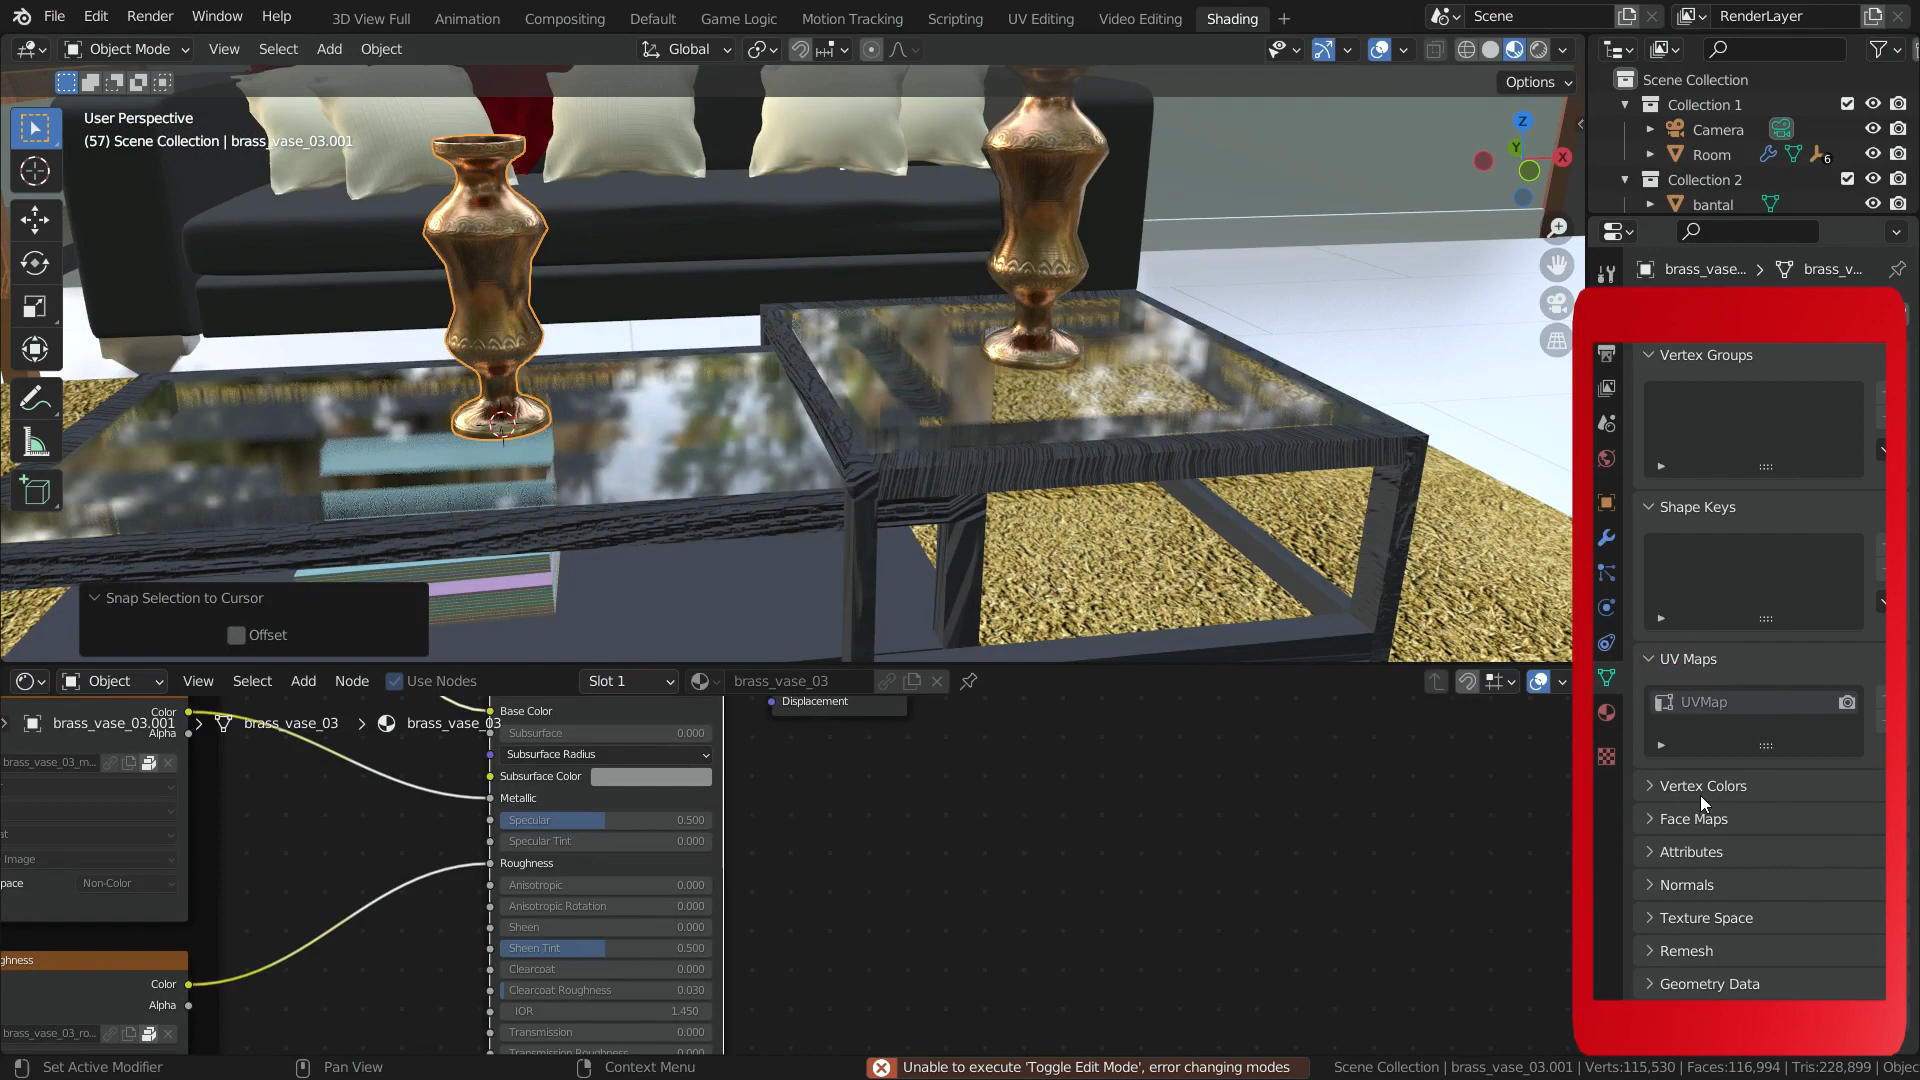 File Edit Render Window Help 3D View Full Animation Compositing Default Game Logic Motion Tracking Scripting UV Editing Video Editing Shading Scene RenderLayer
Object Mode View Select Add Object Global
Options
User Perspective
(57) Scene Collection | brass_vase_03.001
Z
Y
X
Scene Collection
Collection 1
Camera
Room
6
Collection 2
bantal
brass_vase... brass_v...
Vertex Groups
Shape Keys
UV Maps
UVMap
Vertex Colors
Face Maps
Attributes
Normals
Texture Space
Remesh
Geometry Data
Snap Selection to Cursor
Offset
Object View Select Add Node Use Nodes Slot 1 brass_vase_03
brass_vase_03.001 brass_vase_03 brass_vase_03
Color
Alpha
brass_vase_03_m...
Image
Non-Color
Color
Alpha
brass_vase_03_ro...
Base Color
Subsurface 0.000
Subsurface Radius
Subsurface Color
Metallic
Specular 0.500
Specular Tint 0.000
Roughness
Anisotropic 0.000
Anisotropic Rotation 0.000
Sheen 0.000
Sheen Tint 0.500
Clearcoat 0.000
Clearcoat Roughness 0.030
IOR 1.450
Transmission 0.000
Displacement
Set Active Modifier Pan View Context Menu Unable to execute 'Toggle Edit Mode', error changing modes Scene Collection | brass_vase_03.001 | Verts:115,530 | Faces:116,994 | Tris:228,899 | Objec